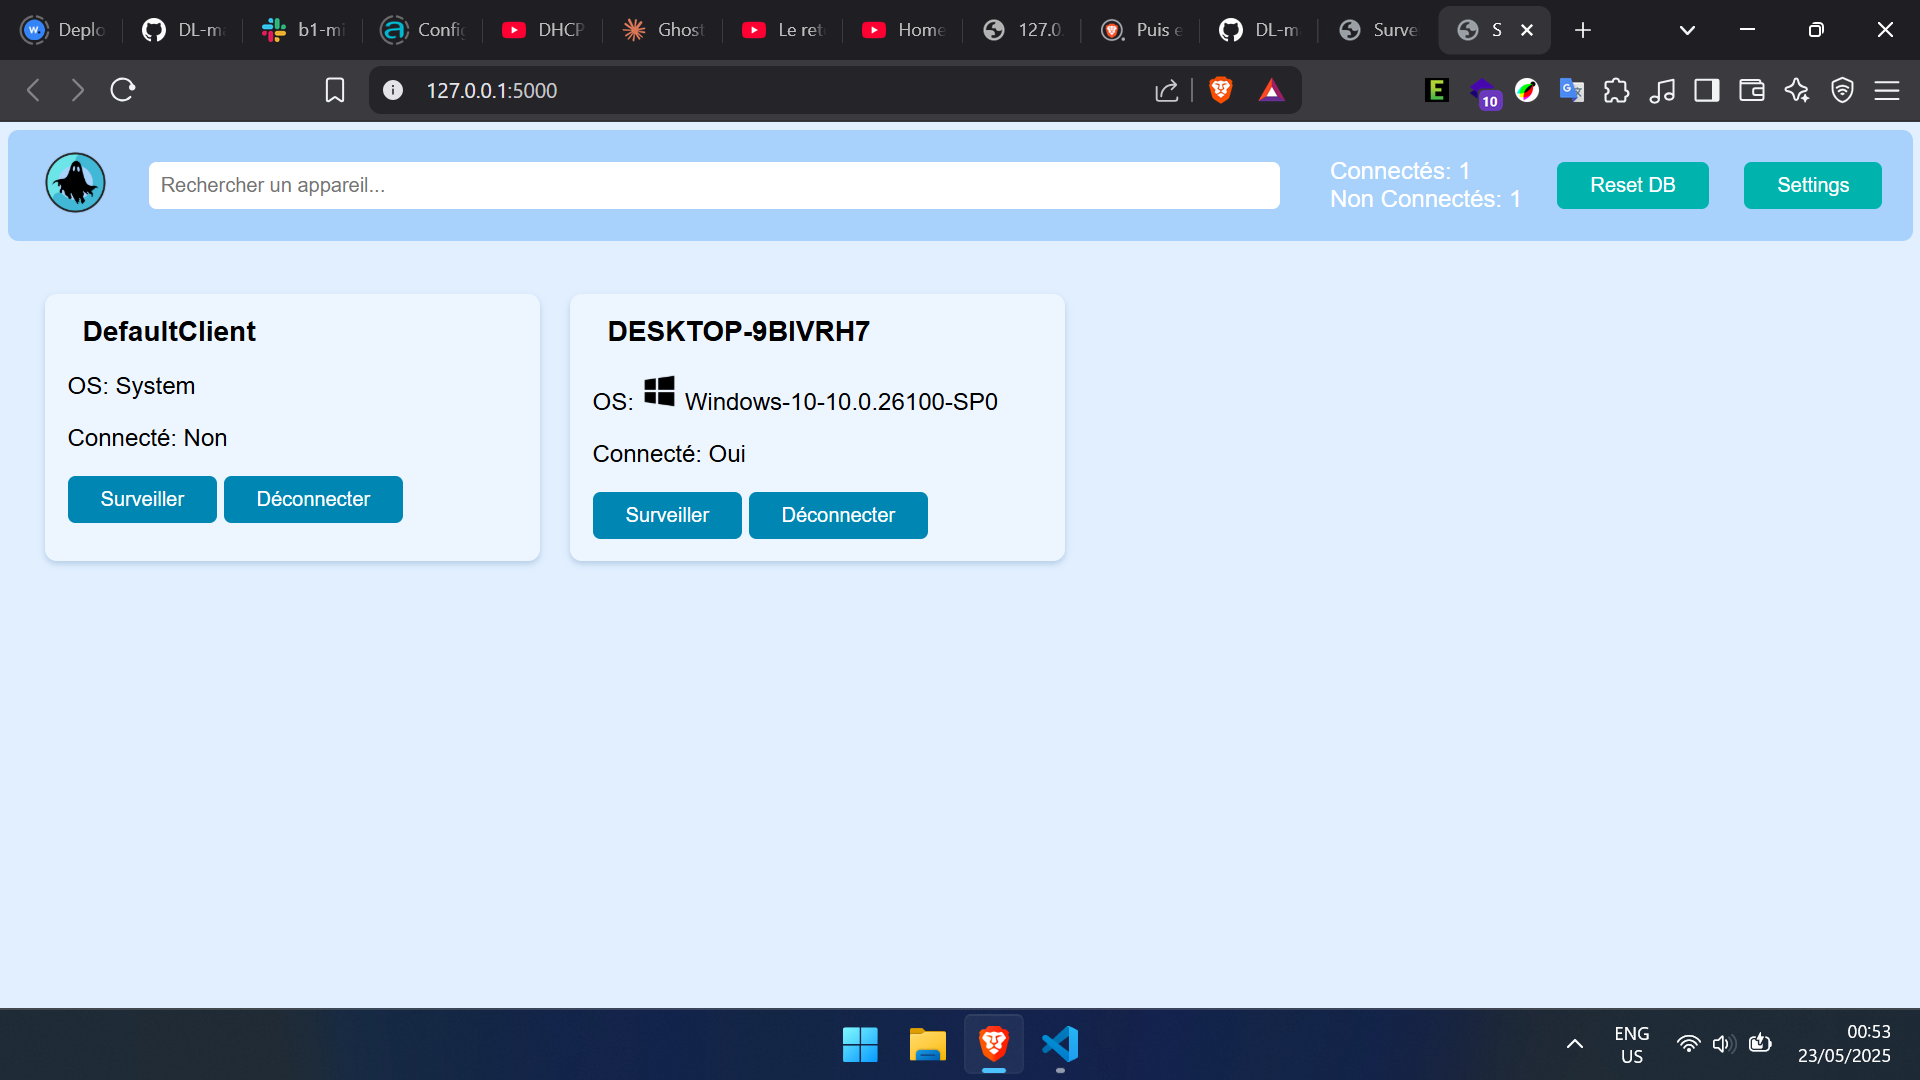 Deplo
DL-ma
b1-mi
Config
DHCP
Ghost
Le ret
Home
127.0.
Puis e
DL-m
Surve
S
127.0.0.1:5000
E
10
Rechercher un appareil...
Connectés: 1
Non Connectés: 1
Reset DB
Settings
DefaultClient
OS: System
Connecté: Non
Surveiller
Déconnecter
DESKTOP-9BIVRH7
OS: Windows-10-10.0.26100-SP0
Connecté: Oui
Surveiller
Déconnecter
ENG
US
00:53
23/05/2025